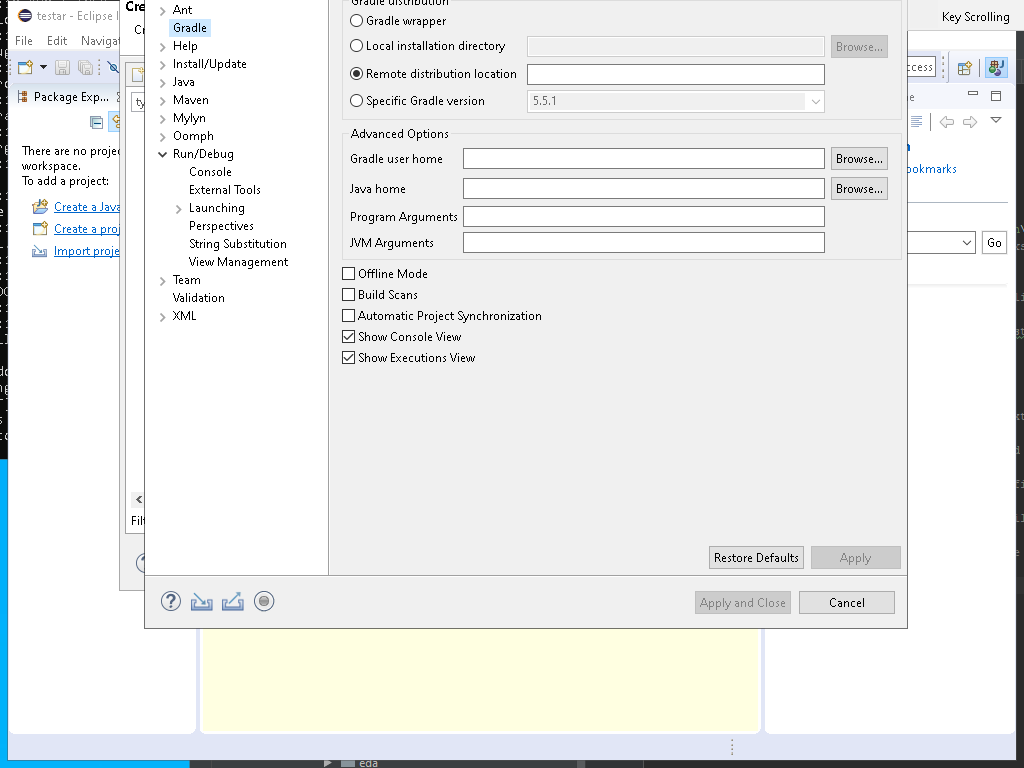 testar - Eclipse I
File Edit Navigat
Package Exp...
There are no projec
workspace.
To add a project:
Create a Java
Create a proj
Import proje
Cre
Cr
ty
Filt
Ant
Gradle
Help
Install/Update
Java
Maven
Mylyn
Oomph
Run/Debug
Console
External Tools
Launching
Perspectives
String Substitution
View Management
Team
Validation
XML
Gradle distribution
Gradle wrapper
Local installation directory
Browse...
Remote distribution location
Specific Gradle version
5.5.1
Advanced Options
Gradle user home
Browse...
Java home
Browse...
Program Arguments
JVM Arguments
Offline Mode
Build Scans
Automatic Project Synchronization
Show Console View
Show Executions View
Restore Defaults
Apply
Apply and Close
Cancel
Key Scrolling
ccess
ookmarks
Go
eda